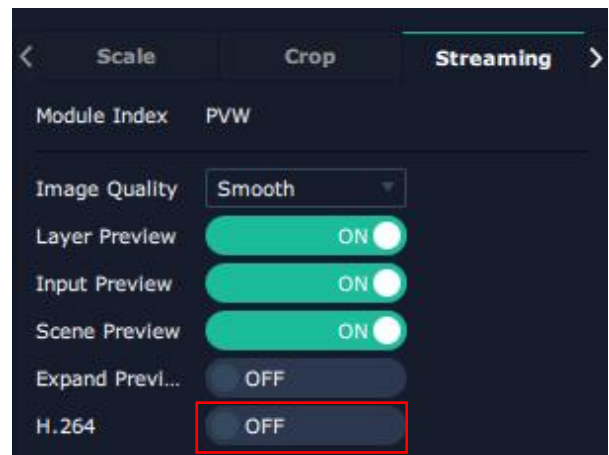 Scale Crop Streaming
Module Index PVW
Image Quality Smooth
Layer Preview ON
Input Preview ON
Scene Preview ON
Expand Previ... OFF
H.264 OFF